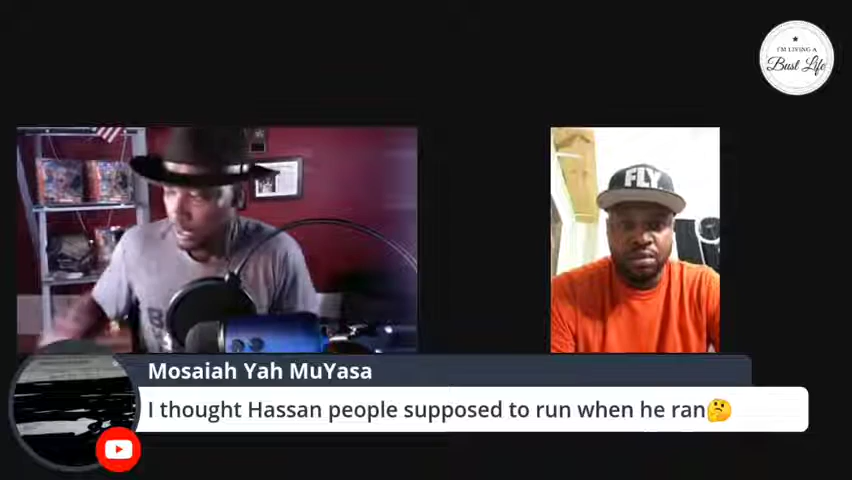 I'M LIVING A
Bust Life
FLY
Mosaiah Yah MuYasa
I thought Hassan people supposed to run when he ran🤔